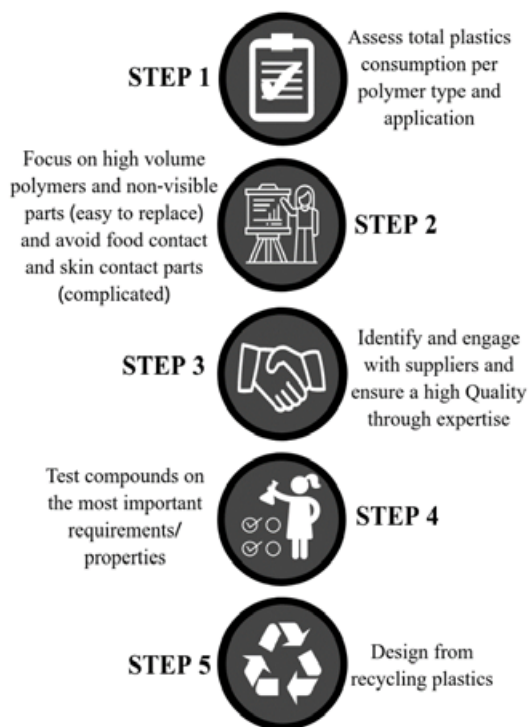 STEP 1
Assess total plastics
consumption per
polymer type and
application
Focus on high volume
polymers and non-visible
parts (easy to replace)
and avoid food contact
and skin contact parts
(complicated)
STEP 2
STEP 3
Identify and engage
with suppliers and
ensure a high Quality
through expertise
Test compounds on
the most important
requirements/
properties
STEP 4
STEP 5
Design from
recycling plastics